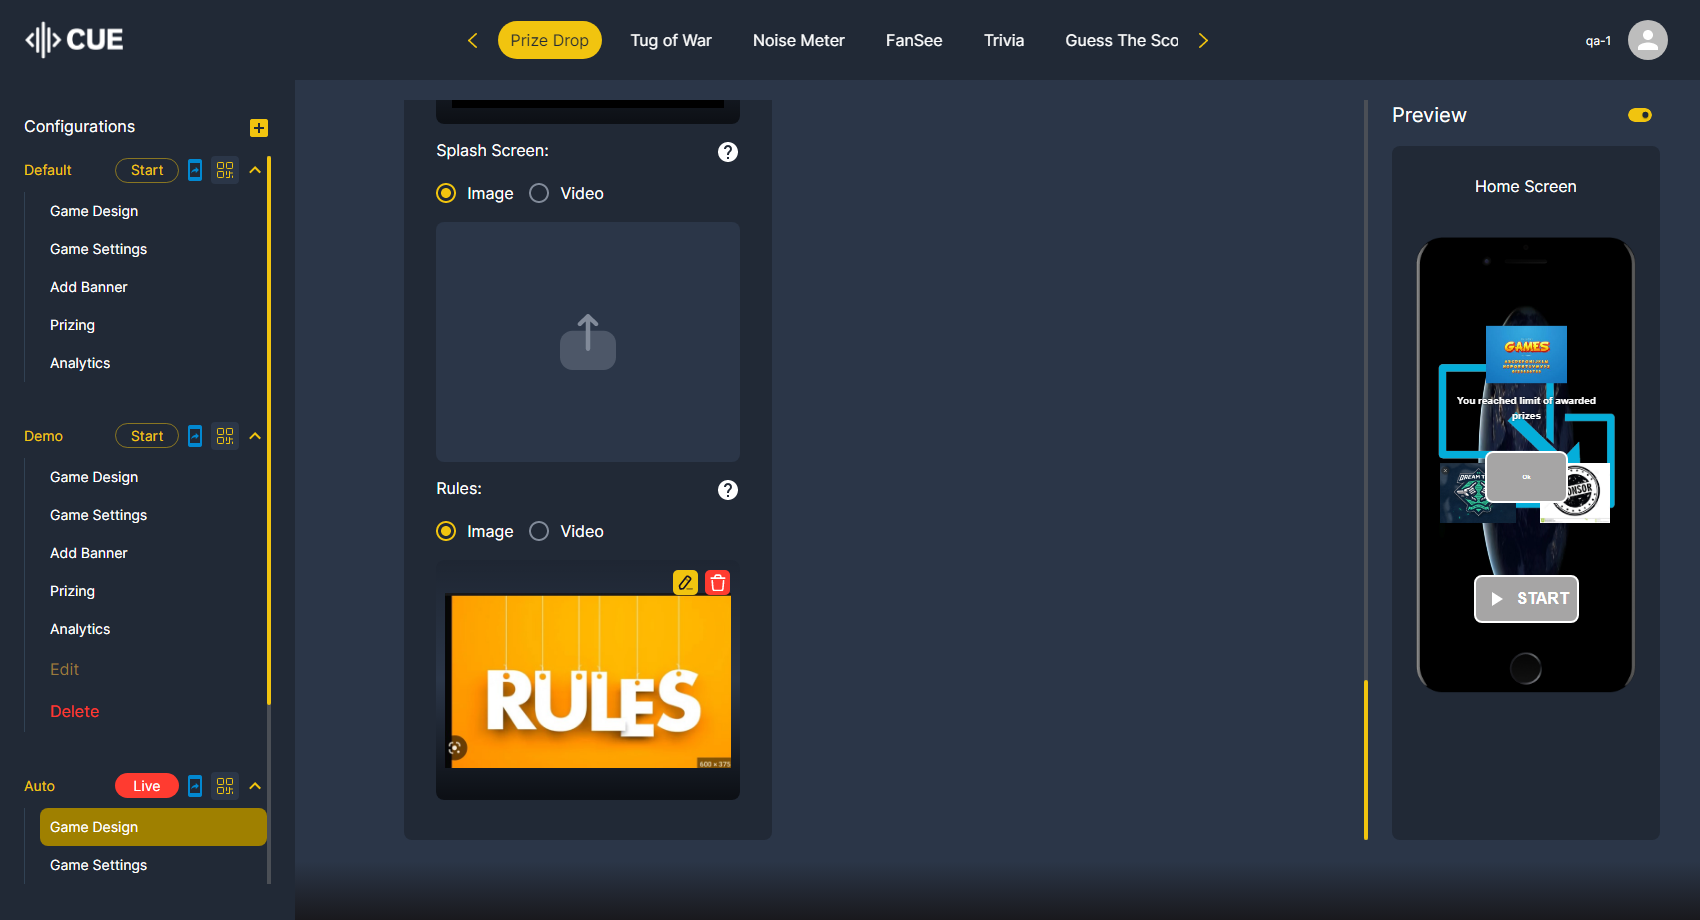 CUE
Prize Drop
Tug of War
Noise Meter
FanSee
Trivia
Guess The Sco
qa-1
Configurations
Default
Start
Game Design
Game Settings
Add Banner
Prizing
Analytics
Demo
Start
Game Design
Game Settings
Add Banner
Prizing
Analytics
Edit
Delete
Auto
Live
Game Design
Game Settings
Splash Screen:
?
Image
Video
Rules:
?
Image
Video
RULES
600 × 375
Preview
Home Screen
GAMES
You reached limit of awarded
prizes
DREAM
Ok
START